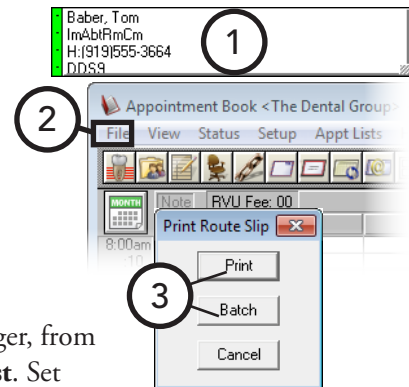 Baber, Tom
ImAbtRmCm
H:(919)555-3664
DDS9
1
2
Appointment Book <The Dental Group>
File View Status Setup Appt Lists
MONTH
Note RVU Fee: 00
Print Route Slip
8:00am
:10
Print
3
Batch
Cancel
ger, from
st. Set